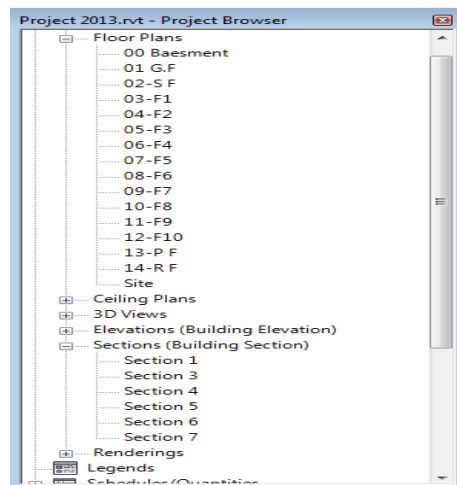 Project 2013.rvt - Project Browser
Floor Plans
00 Baesment
01 G.F
02-S F
03-F1
04-F2
05-F3
06-F4
07-F5
08-F6
09-F7
10-F8
11-F9
12-F10
13-P F
14-R F
Site
Ceiling Plans
3D Views
Elevations (Building Elevation)
Sections (Building Section)
Section 1
Section 3
Section 4
Section 5
Section 6
Section 7
Renderings
Legends
Schedules/Quantities